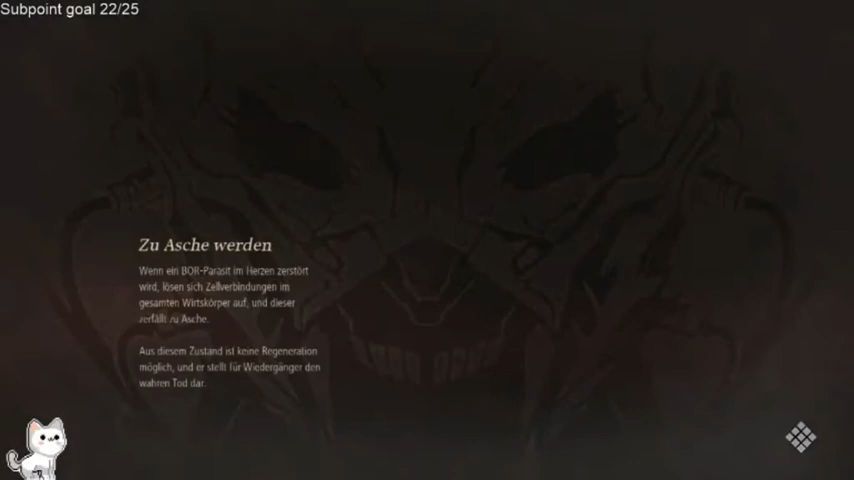 Subpoint goal 22/25
Zu Asche werden
Wenn ein BOR-Parasit im Herzen zerstört
wird, lösen sich Zellverbindungen im
gesamten Wirtskörper auf, und dieser
zerfällt zu Asche.
Aus diesem Zustand ist keine Regeneration
möglich, und er stellt für Wiedergänger den
wahren Tod dar.